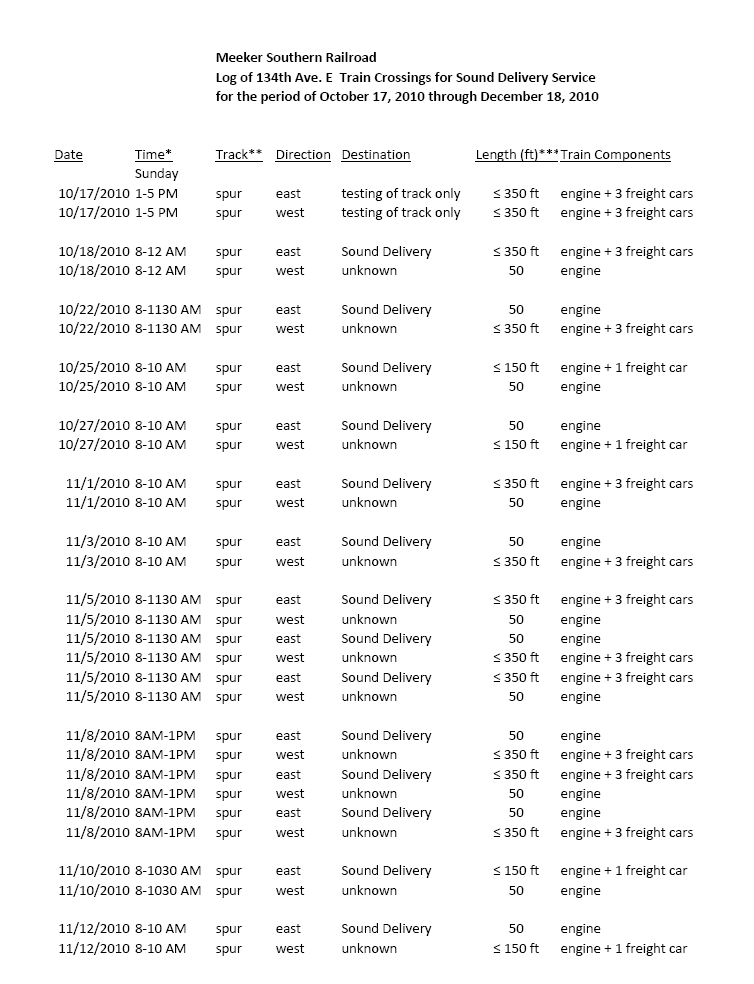 Meeker Southern Railroad
Log of 134th Ave. E  Train Crossings for Sound Delivery Service
for the period of October 17, 2010 through December 18, 2010
Date Time* Track** Direction Destination Length (ft)*** Train Components
Sunday
10/17/2010 1-5 PM spur east testing of track only ≤ 350 ft engine + 3 freight cars
10/17/2010 1-5 PM spur west testing of track only ≤ 350 ft engine + 3 freight cars
10/18/2010 8-12 AM spur east Sound Delivery ≤ 350 ft engine + 3 freight cars
10/18/2010 8-12 AM spur west unknown 50 engine
10/22/2010 8-1130 AM spur east Sound Delivery 50 engine
10/22/2010 8-1130 AM spur west unknown ≤ 350 ft engine + 3 freight cars
10/25/2010 8-10 AM spur east Sound Delivery ≤ 150 ft engine + 1 freight car
10/25/2010 8-10 AM spur west unknown 50 engine
10/27/2010 8-10 AM spur east Sound Delivery 50 engine
10/27/2010 8-10 AM spur west unknown ≤ 150 ft engine + 1 freight car
11/1/2010 8-10 AM spur east Sound Delivery ≤ 350 ft engine + 3 freight cars
11/1/2010 8-10 AM spur west unknown 50 engine
11/3/2010 8-10 AM spur east Sound Delivery 50 engine
11/3/2010 8-10 AM spur west unknown ≤ 350 ft engine + 3 freight cars
11/5/2010 8-1130 AM spur east Sound Delivery ≤ 350 ft engine + 3 freight cars
11/5/2010 8-1130 AM spur west unknown 50 engine
11/5/2010 8-1130 AM spur east Sound Delivery 50 engine
11/5/2010 8-1130 AM spur west unknown ≤ 350 ft engine + 3 freight cars
11/5/2010 8-1130 AM spur east Sound Delivery ≤ 350 ft engine + 3 freight cars
11/5/2010 8-1130 AM spur west unknown 50 engine
11/8/2010 8AM-1PM spur east Sound Delivery 50 engine
11/8/2010 8AM-1PM spur west unknown ≤ 350 ft engine + 3 freight cars
11/8/2010 8AM-1PM spur east Sound Delivery ≤ 350 ft engine + 3 freight cars
11/8/2010 8AM-1PM spur west unknown 50 engine
11/8/2010 8AM-1PM spur east Sound Delivery 50 engine
11/8/2010 8AM-1PM spur west unknown ≤ 350 ft engine + 3 freight cars
11/10/2010 8-1030 AM spur east Sound Delivery ≤ 150 ft engine + 1 freight car
11/10/2010 8-1030 AM spur west unknown 50 engine
11/12/2010 8-10 AM spur east Sound Delivery 50 engine
11/12/2010 8-10 AM spur west unknown ≤ 150 ft engine + 1 freight car